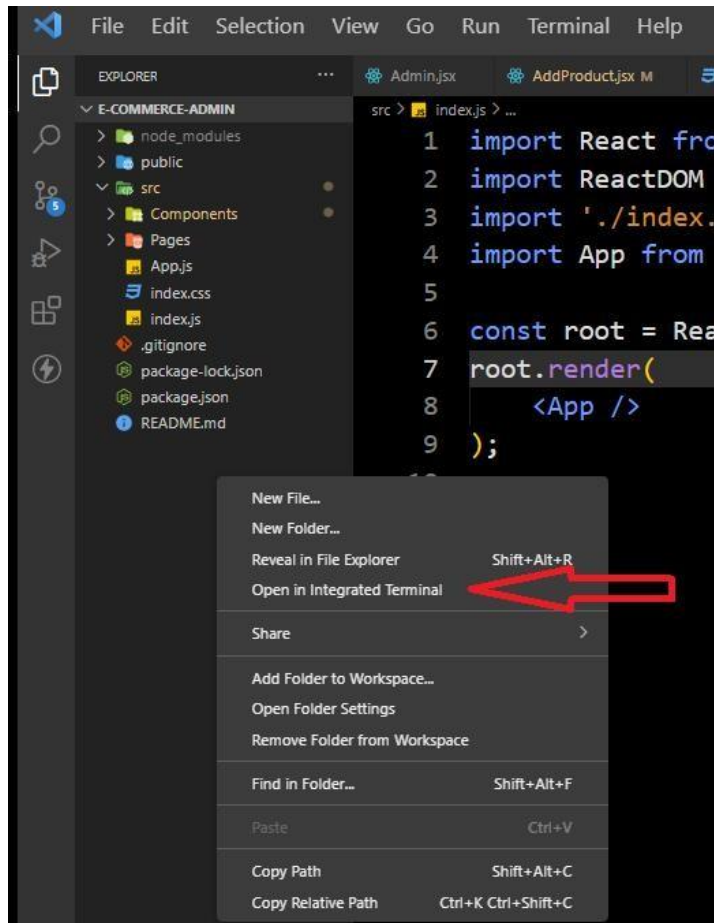 File Edit Selection View Go Run Terminal Help
EXPLORER ... Admin.jsx AddProduct.jsx M
E-COMMERCE-ADMIN
src > index.js > ...
node_modules
public
src
Components
Pages
App.js
index.css
index.js
.gitignore
package-lock.json
package.json
README.md
5
1 import React fro
2 import ReactDOM
3 import './index.
4 import App from
5
6 const root = Rea
7 root.render(
8 <App />
9 );
New File...
New Folder...
Reveal in File Explorer Shift+Alt+R
Open in Integrated Terminal
Share >
Add Folder to Workspace...
Open Folder Settings
Remove Folder from Workspace
Find in Folder... Shift+Alt+F
Paste Ctrl+V
Copy Path Shift+Alt+C
Copy Relative Path Ctrl+K Ctrl+Shift+C